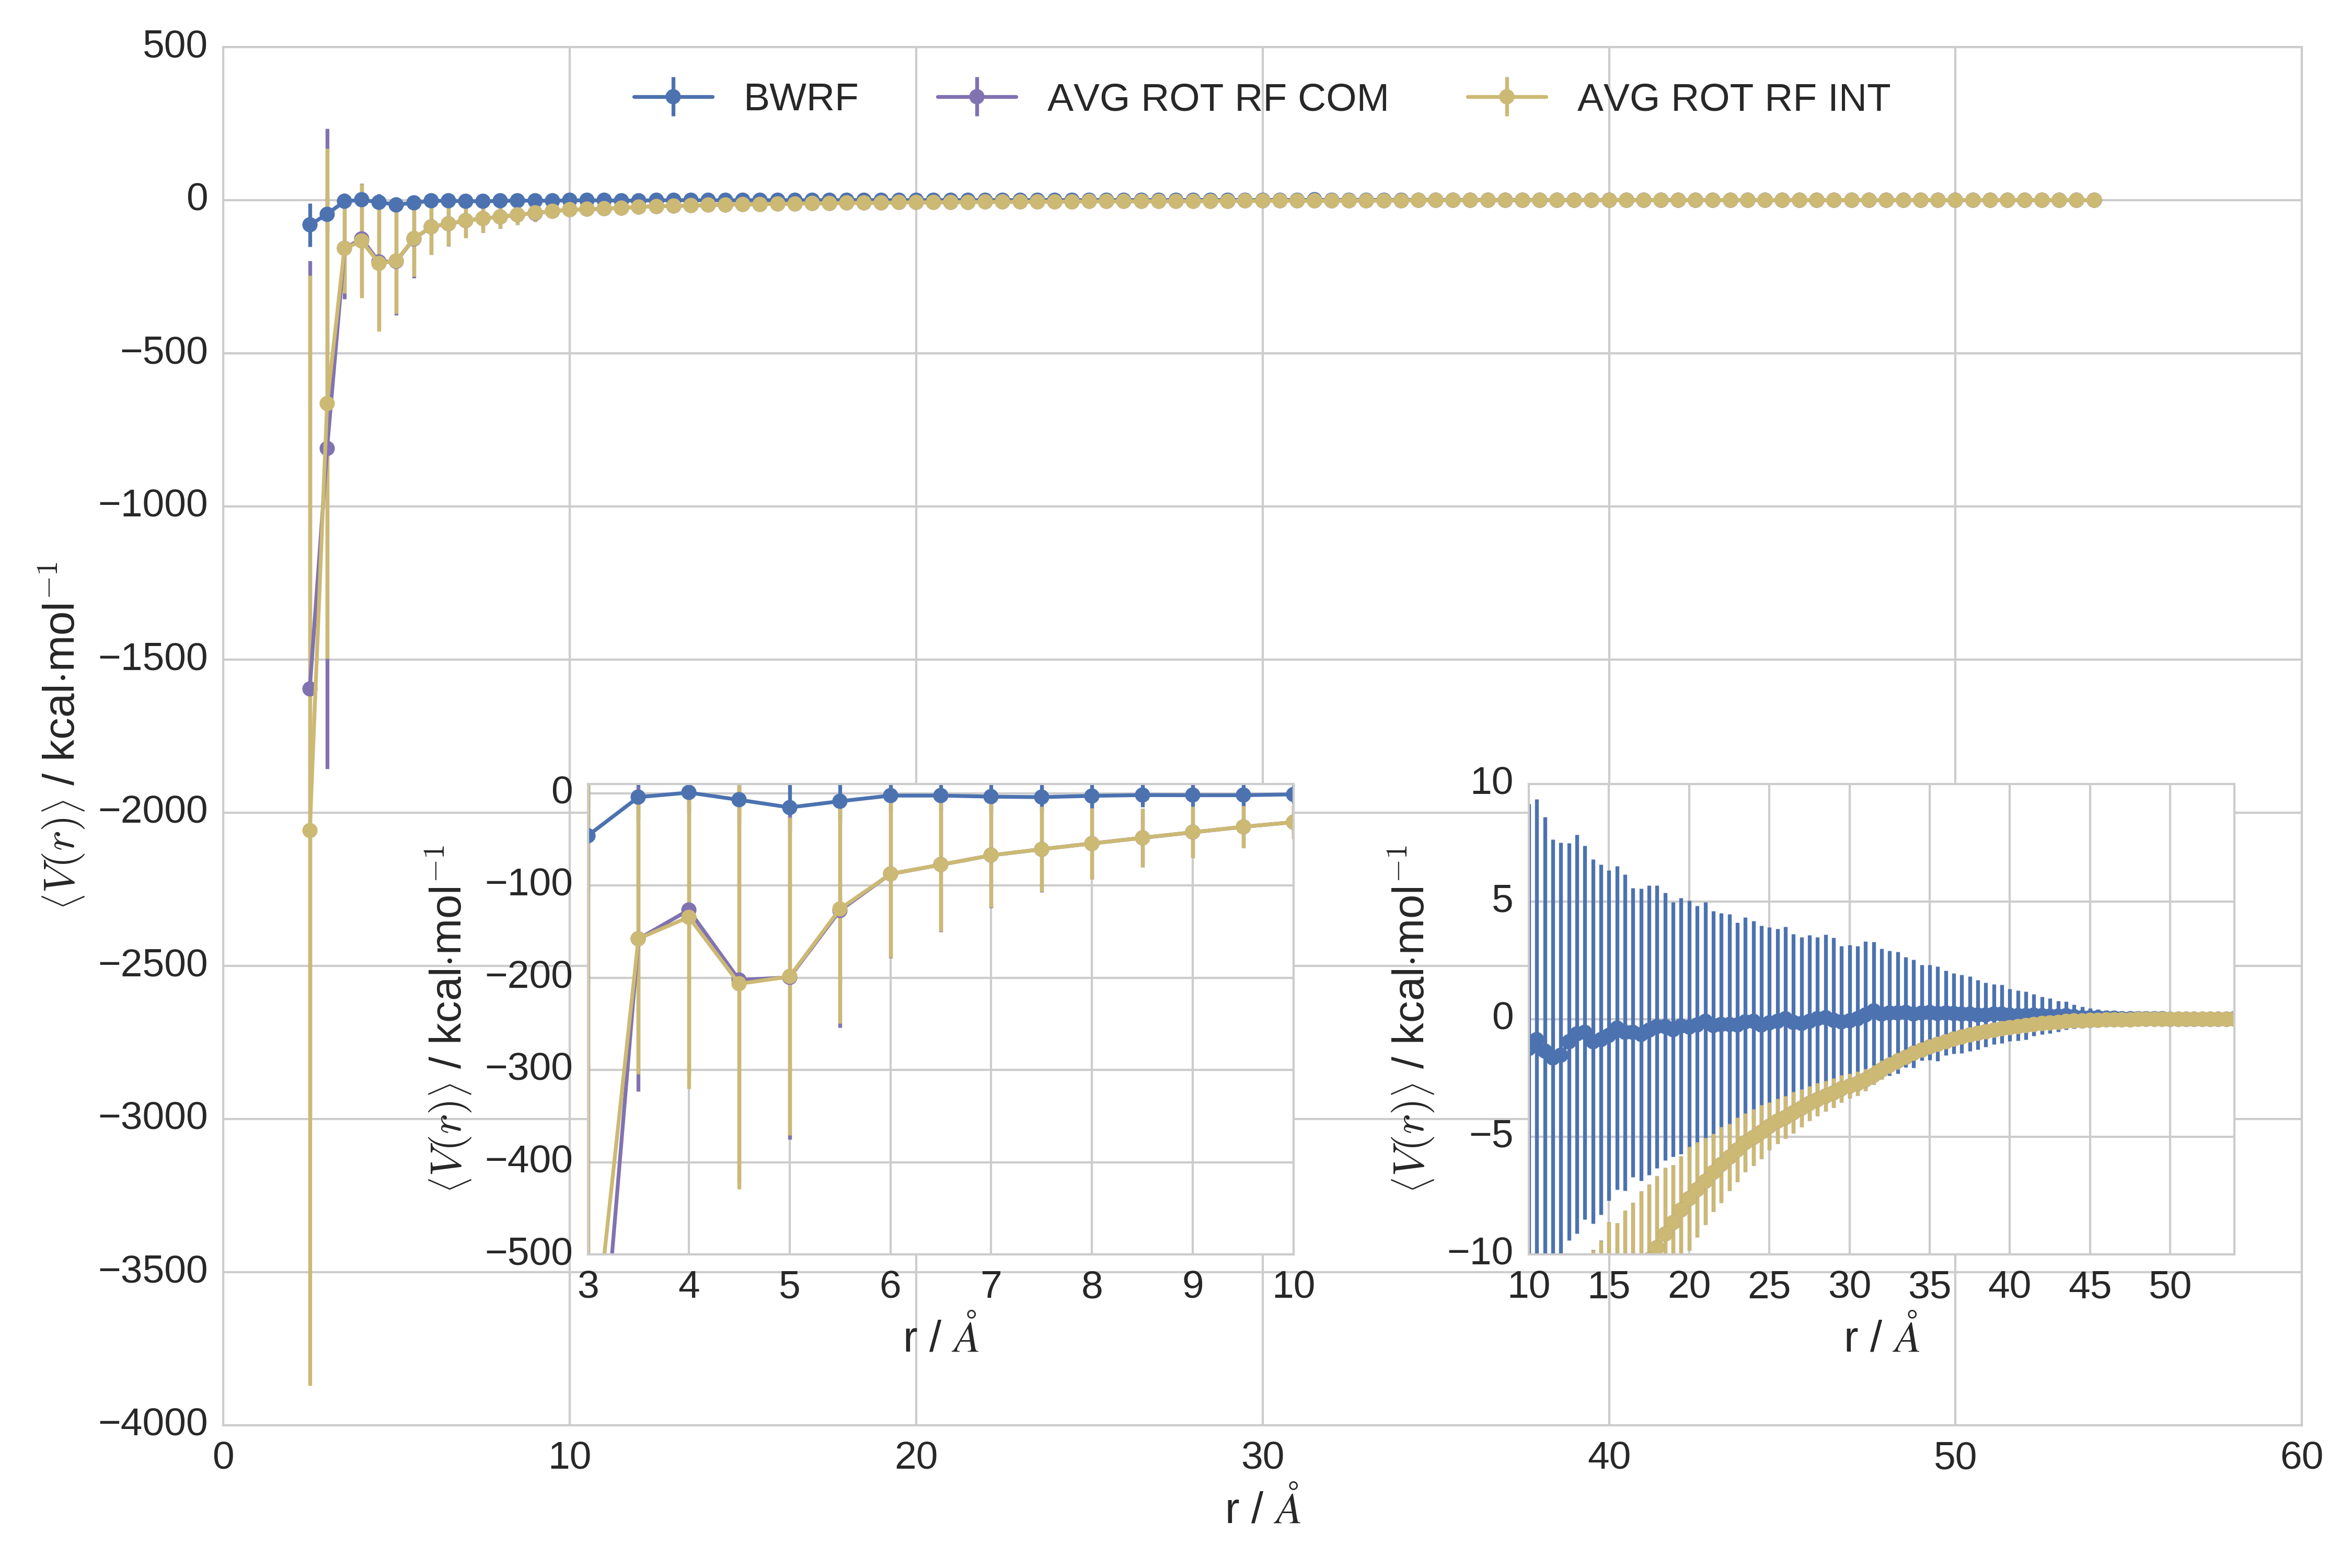 BWRF AVG ROT RF COM AVG ROT RF INT
500
0
−500
−1000
−1500
−2000
−2500
−3000
−3500
−4000
⟨V(r)⟩ / kcal·mol⁻¹
0 10 20 30 40 50 60
r / Å
0
−100
−200
−300
−400
−500
⟨V(r)⟩ / kcal·mol⁻¹
3 4 5 6 7 8 9 10
r / Å
10
5
0
−5
−10
⟨V(r)⟩ / kcal·mol⁻¹
10 15 20 25 30 35 40 45 50
r / Å